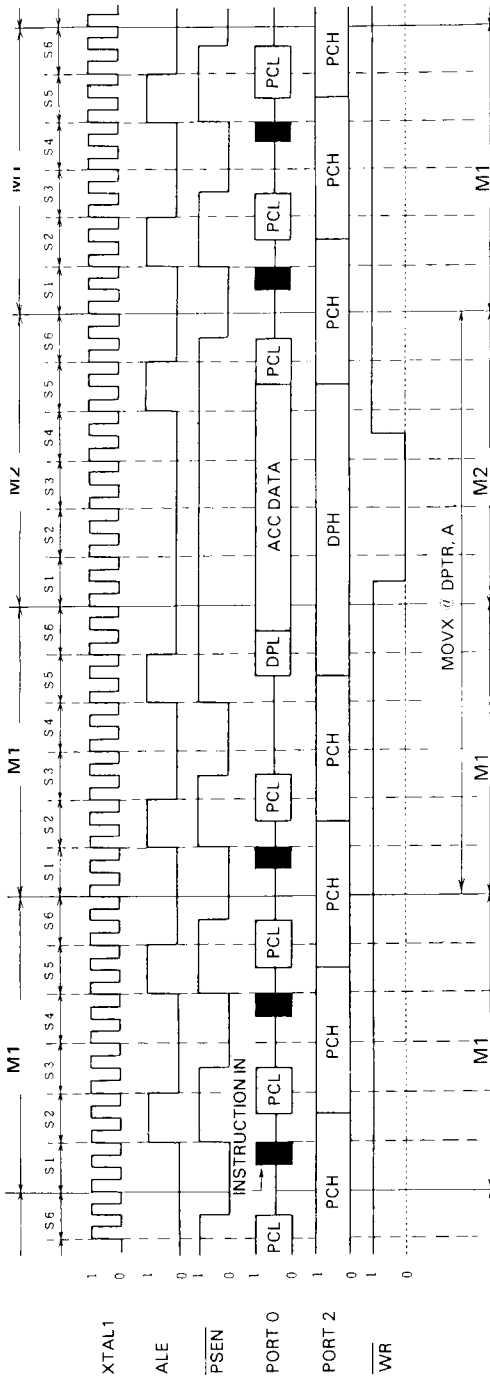 M1 M1 M2 M1
S6 S1 S2 S3 S4 S5 S6 S1 S2 S3 S4 S5 S6 S1 S2 S3 S4 S5 S6 S1 S2 S3 S4 S5 S6
XTAL1 1 0
ALE 1 0
PSEN 1 0
INSTRUCTION IN
PORT 0 1 0 PCL PCL PCL PCL DPL ACC DATA PCL PCL PCL
PORT 2 1 0 PCH PCH PCH PCH DPH PCH PCH PCH
WR 1 0
MOVX @ DPTR, A
M1 M1 M2 M1